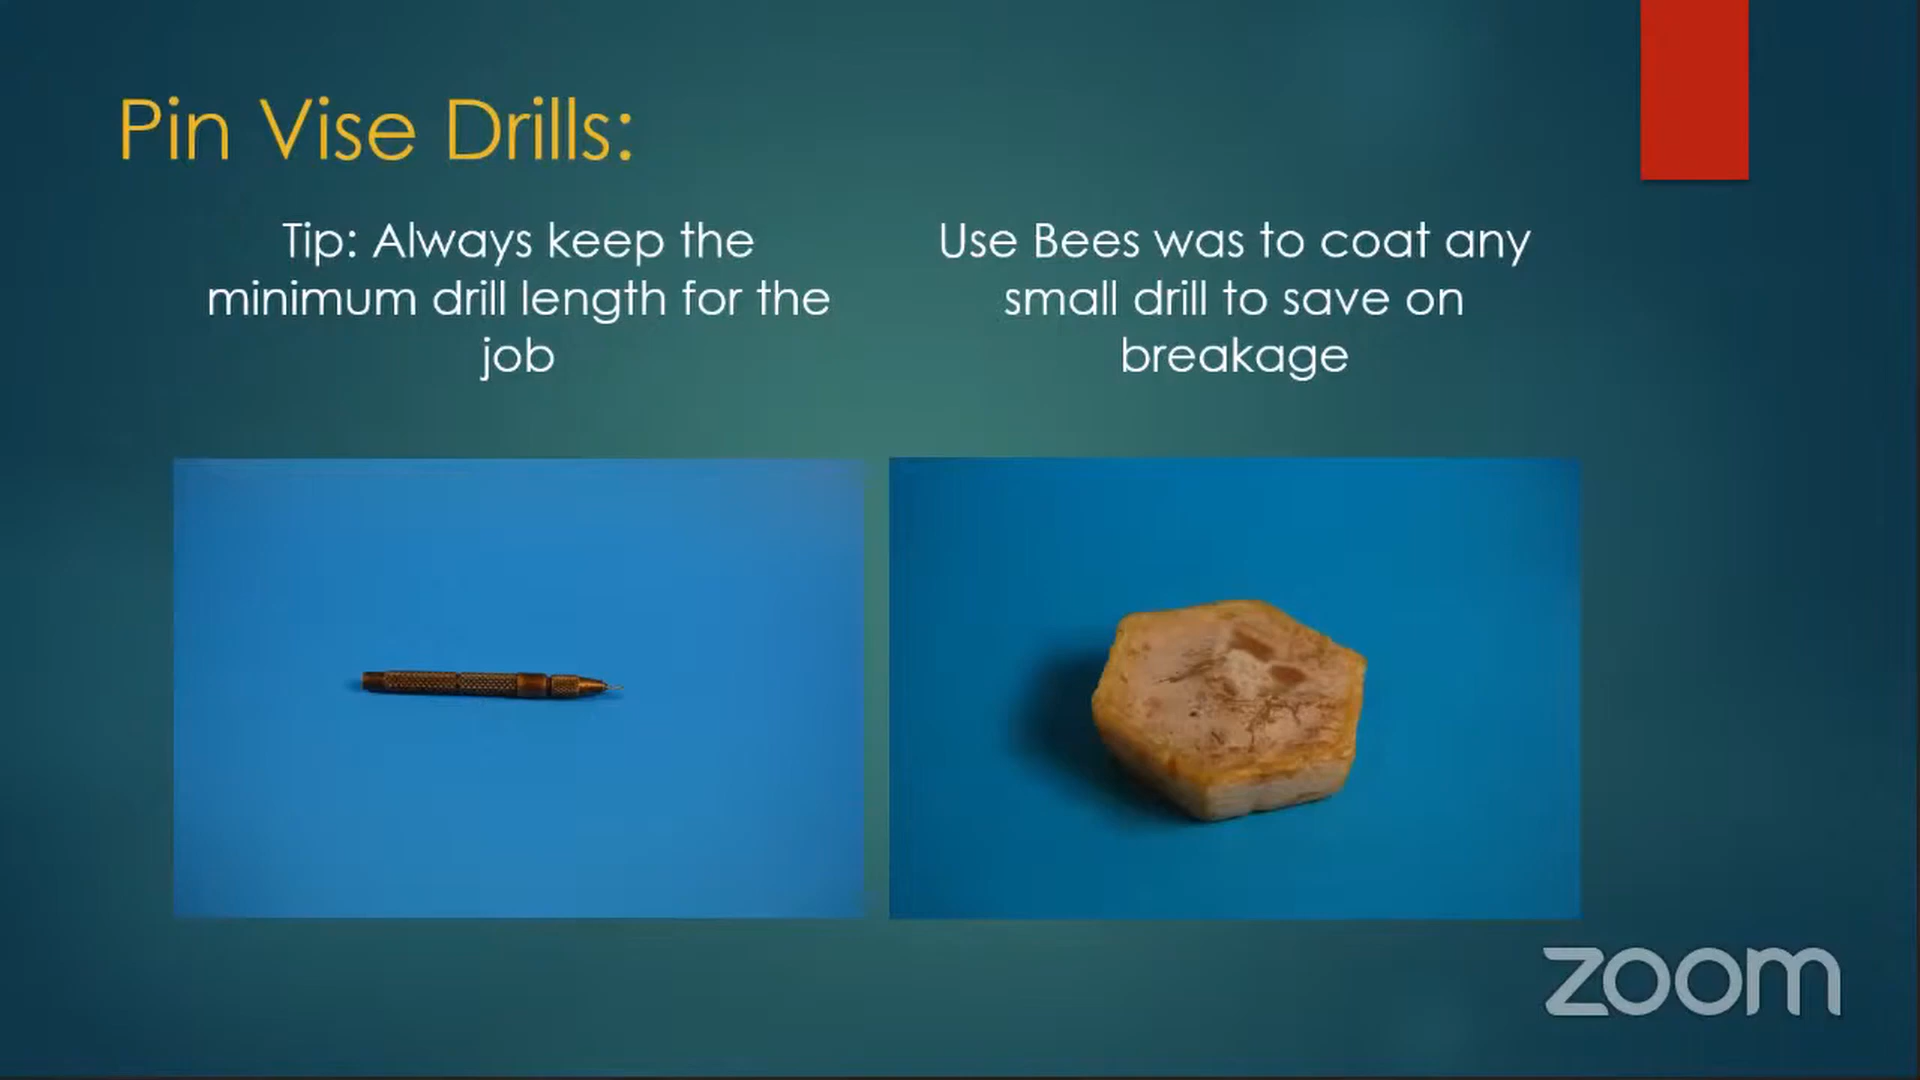 Pin Vise Drills:
Tip: Always keep the
minimum drill length for the
job
Use Bees was to coat any
small drill to save on
breakage
zoom